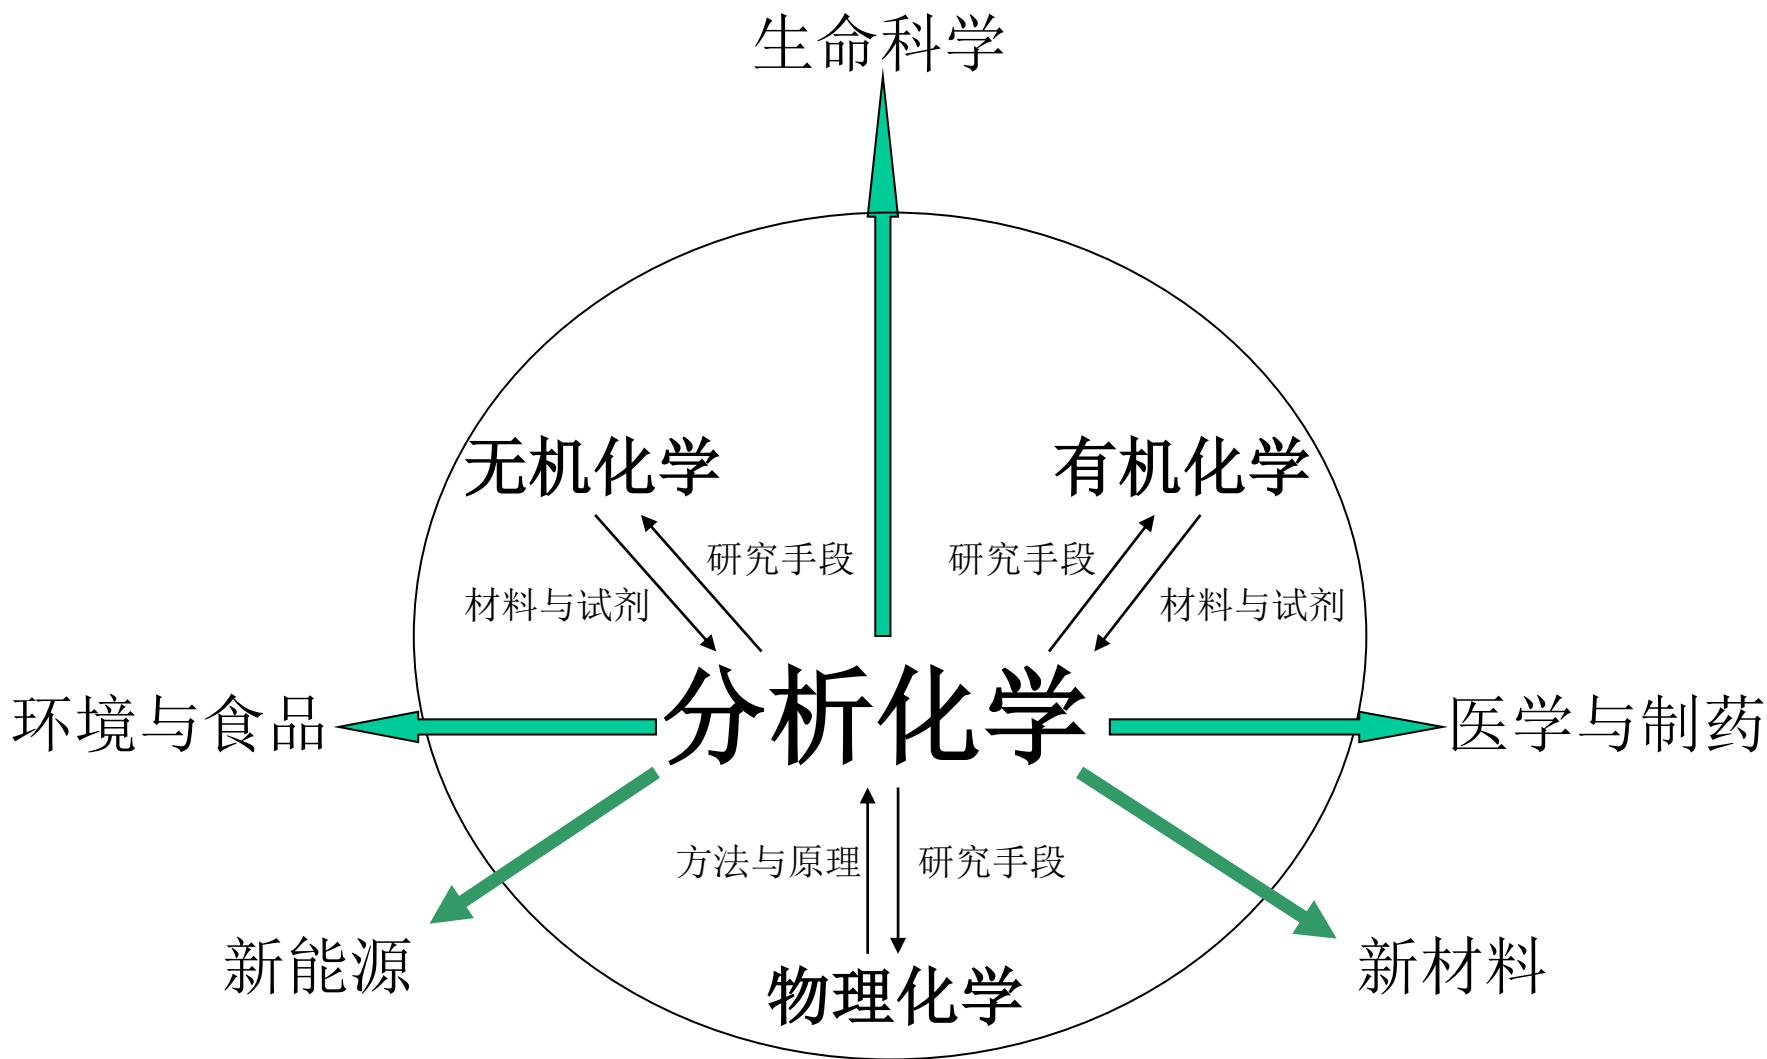 生命科学
无机化学
有机化学
研究手段
研究手段
材料与试剂
材料与试剂
分析化学
环境与食品
医学与制药
方法与原理
研究手段
新能源
新材料
物理化学